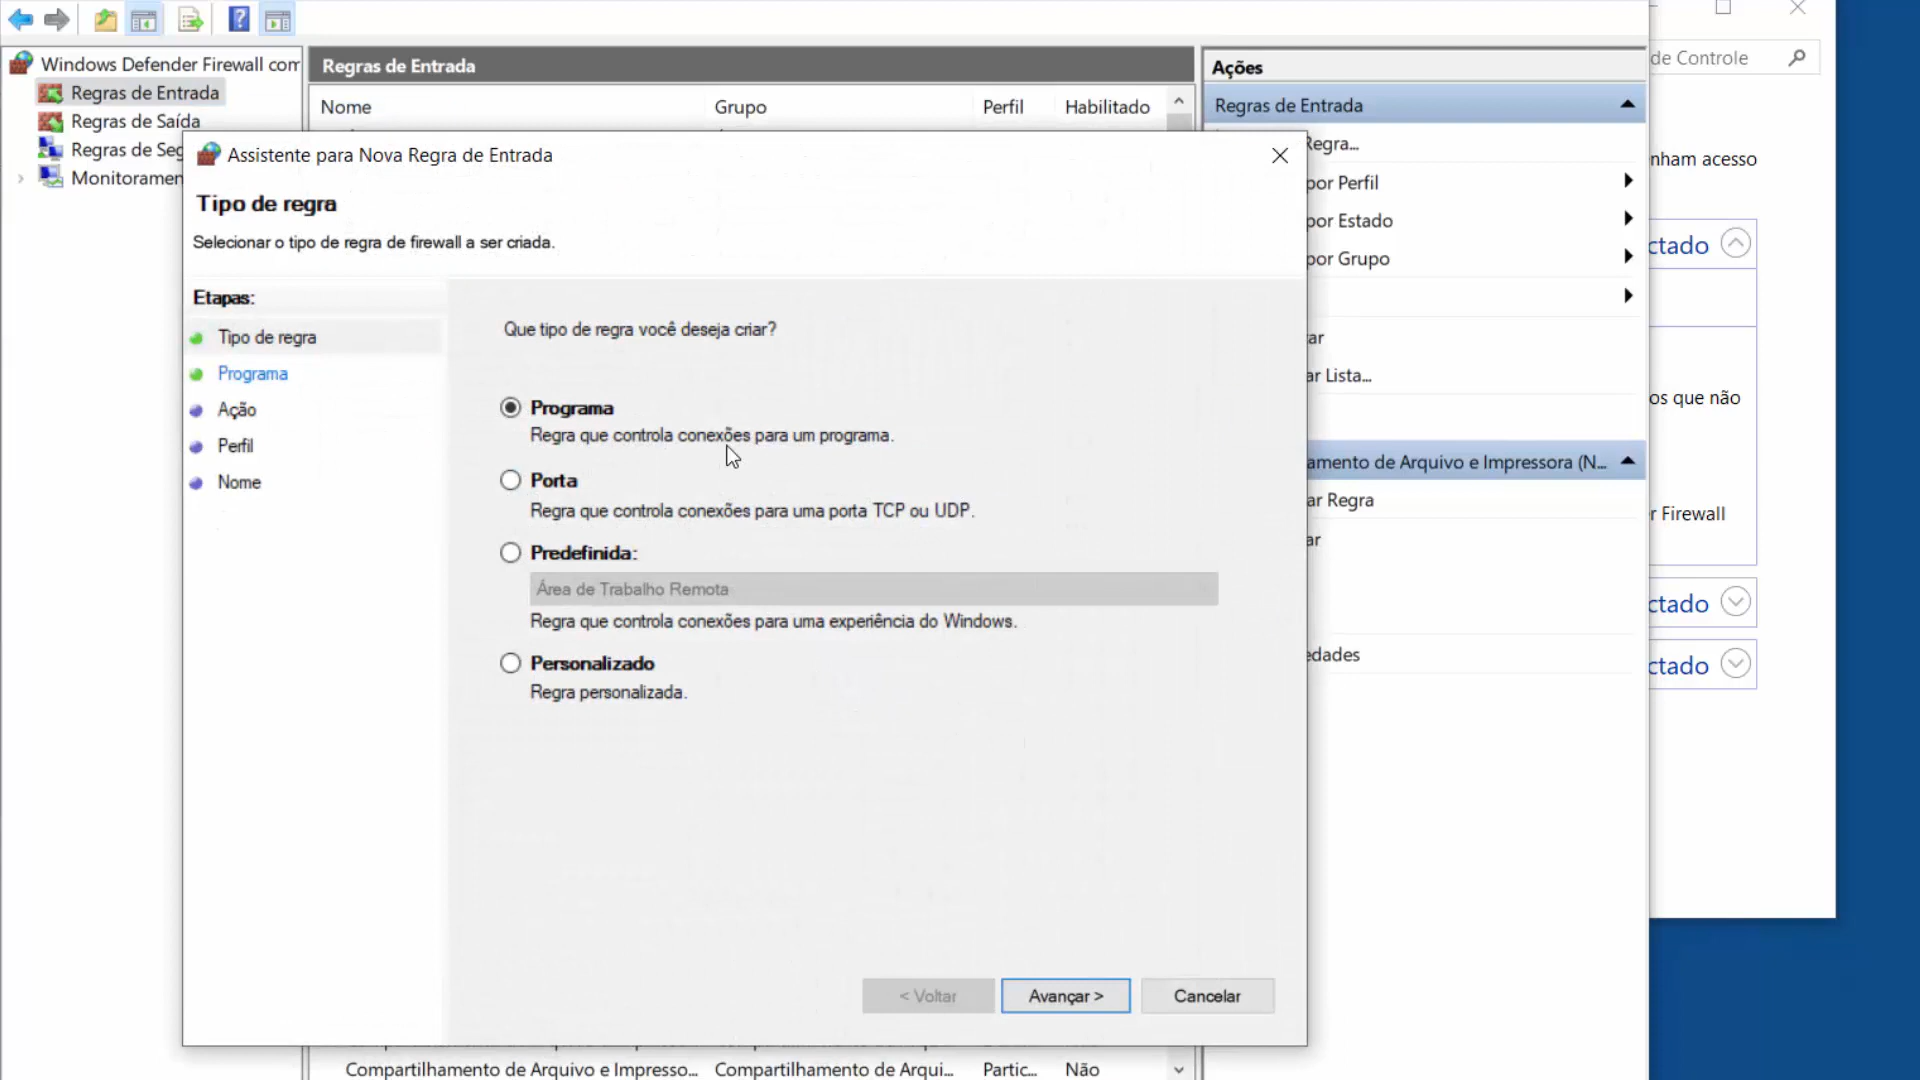 Windows Defender Firewall com
Regras de Entrada
Regras de Saída
Regras de Seg
Monitoramen
Regras de Entrada
Nome Grupo Perfil Habilitado
Ações
Regras de Entrada
Regra...
por Perfil
por Estado
por Grupo
ar
ar Lista...
amento de Arquivo e Impressora (N...
ar Regra
ar
edades
de Controle
nham acesso
ctado
os que não
r Firewall
ctado
ctado
Assistente para Nova Regra de Entrada
Tipo de regra
Selecionar o tipo de regra de firewall a ser criada.
Etapas:
Tipo de regra
Programa
Ação
Perfil
Nome
Que tipo de regra você deseja criar?
Programa
Regra que controla conexões para um programa.
Porta
Regra que controla conexões para uma porta TCP ou UDP.
Predefinida:
Área de Trabalho Remota
Regra que controla conexões para uma experiência do Windows.
Personalizado
Regra personalizada.
< Voltar Avançar > Cancelar
Compartilhamento de Arquivo e Impresso... Compartilhamento de Arqui... Partic... Não